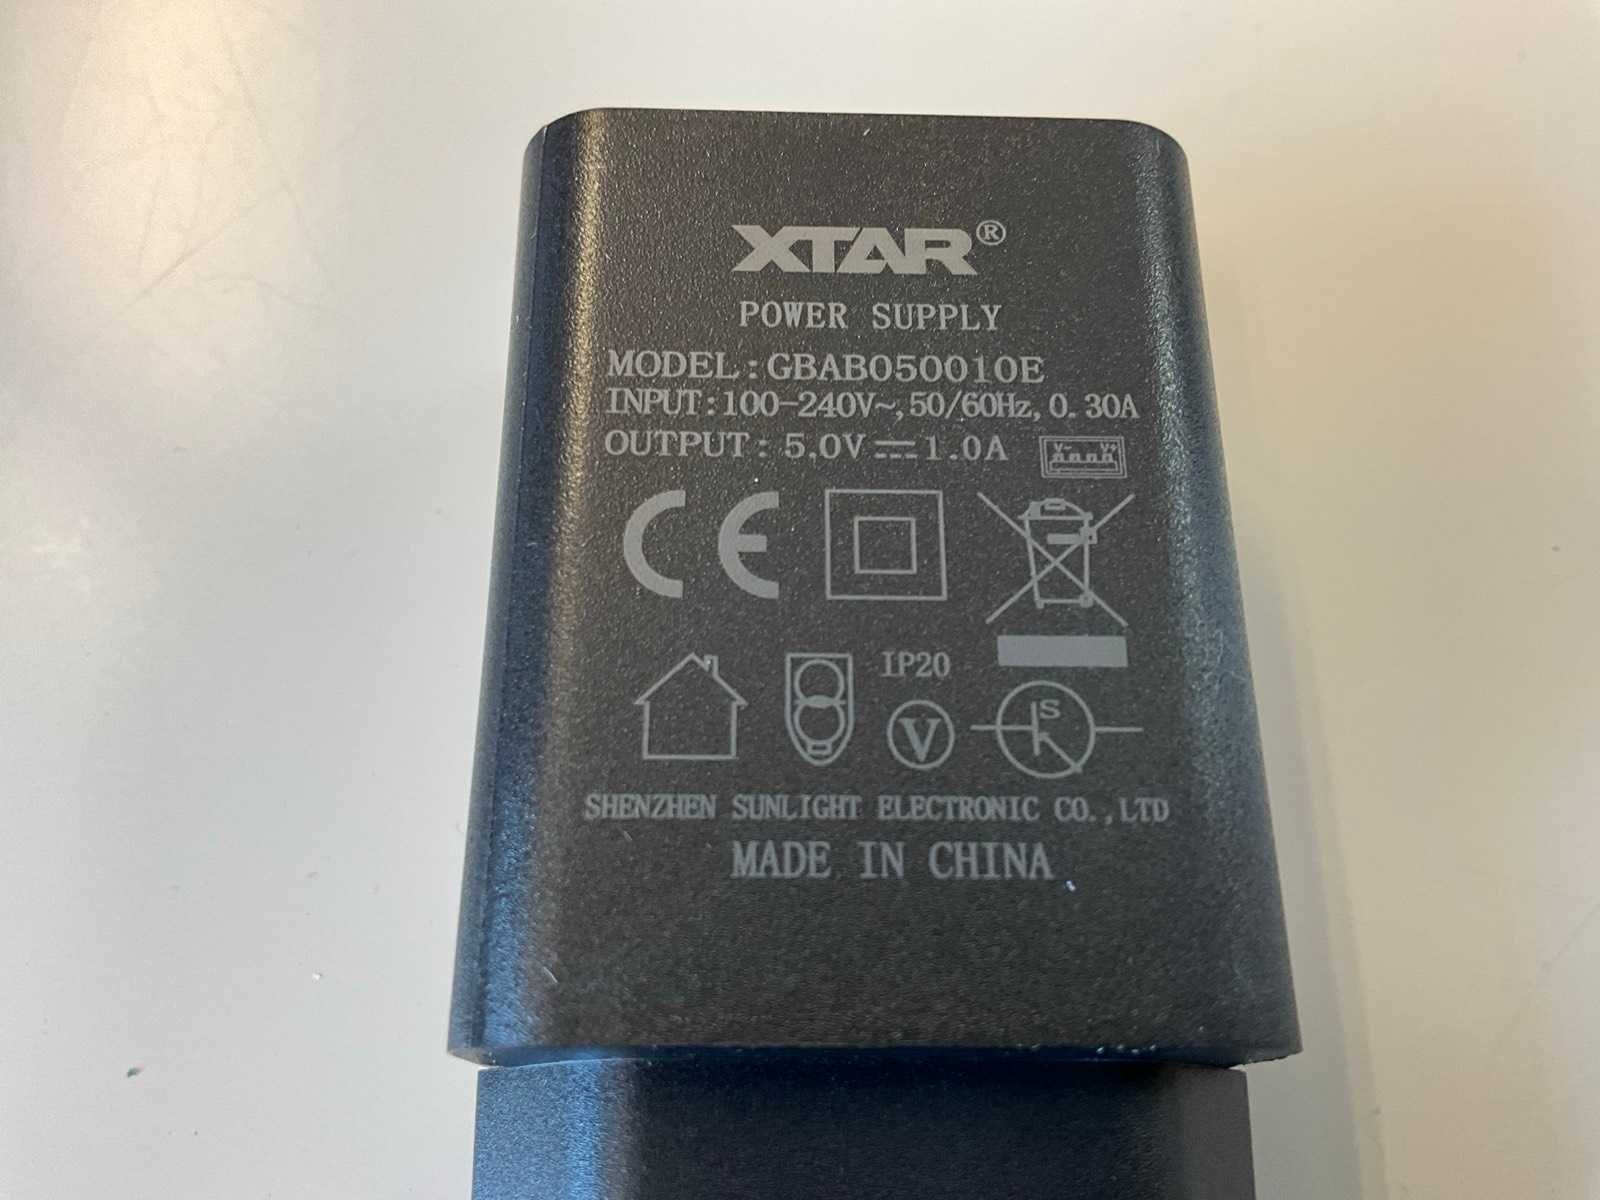 XTAR®
POWER SUPPLY
MODEL:GBAB050010E
INPUT:100-240V~,50/60Hz,0.30A
OUTPUT:5.0V⎓1.0A
V- V+
CE
IP20
V
S
SHENZHEN SUNLIGHT ELECTRONIC CO.,LTD
MADE IN CHINA